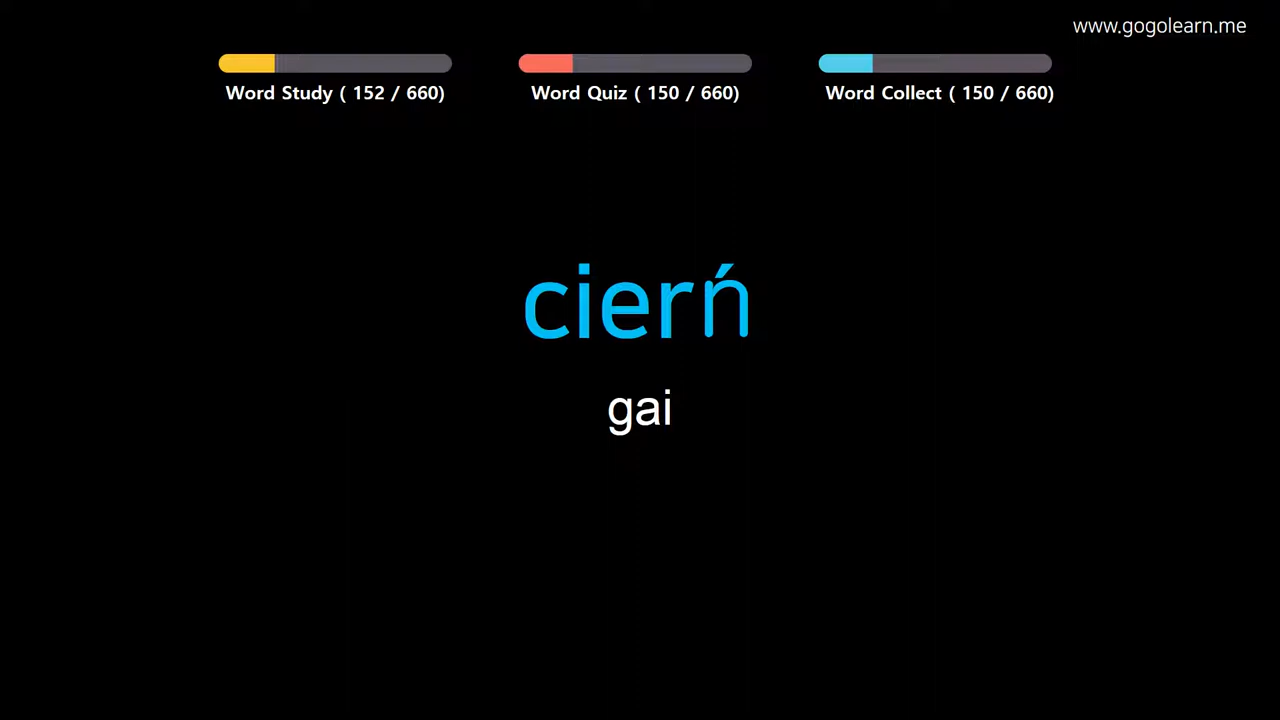 www.gogolearn.me
Word Study ( 152 / 660)
Word Quiz ( 150 / 660)
Word Collect ( 150 / 660)
cierń
gai